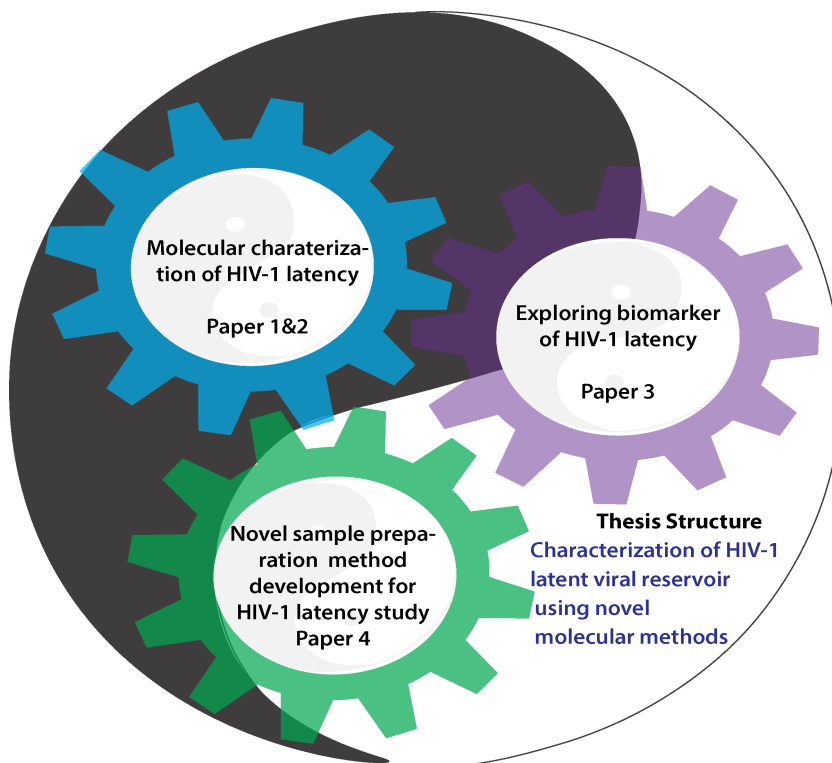 Molecular charateriza-
tion of HIV-1 latency
Paper 1&2
Exploring biomarker
of HIV-1 latency
Paper 3
Novel sample prepa-
ration method
development for
HIV-1 latency study
Paper 4
Thesis Structure
Characterization of HIV-1
latent viral reservoir
using novel
molecular methods